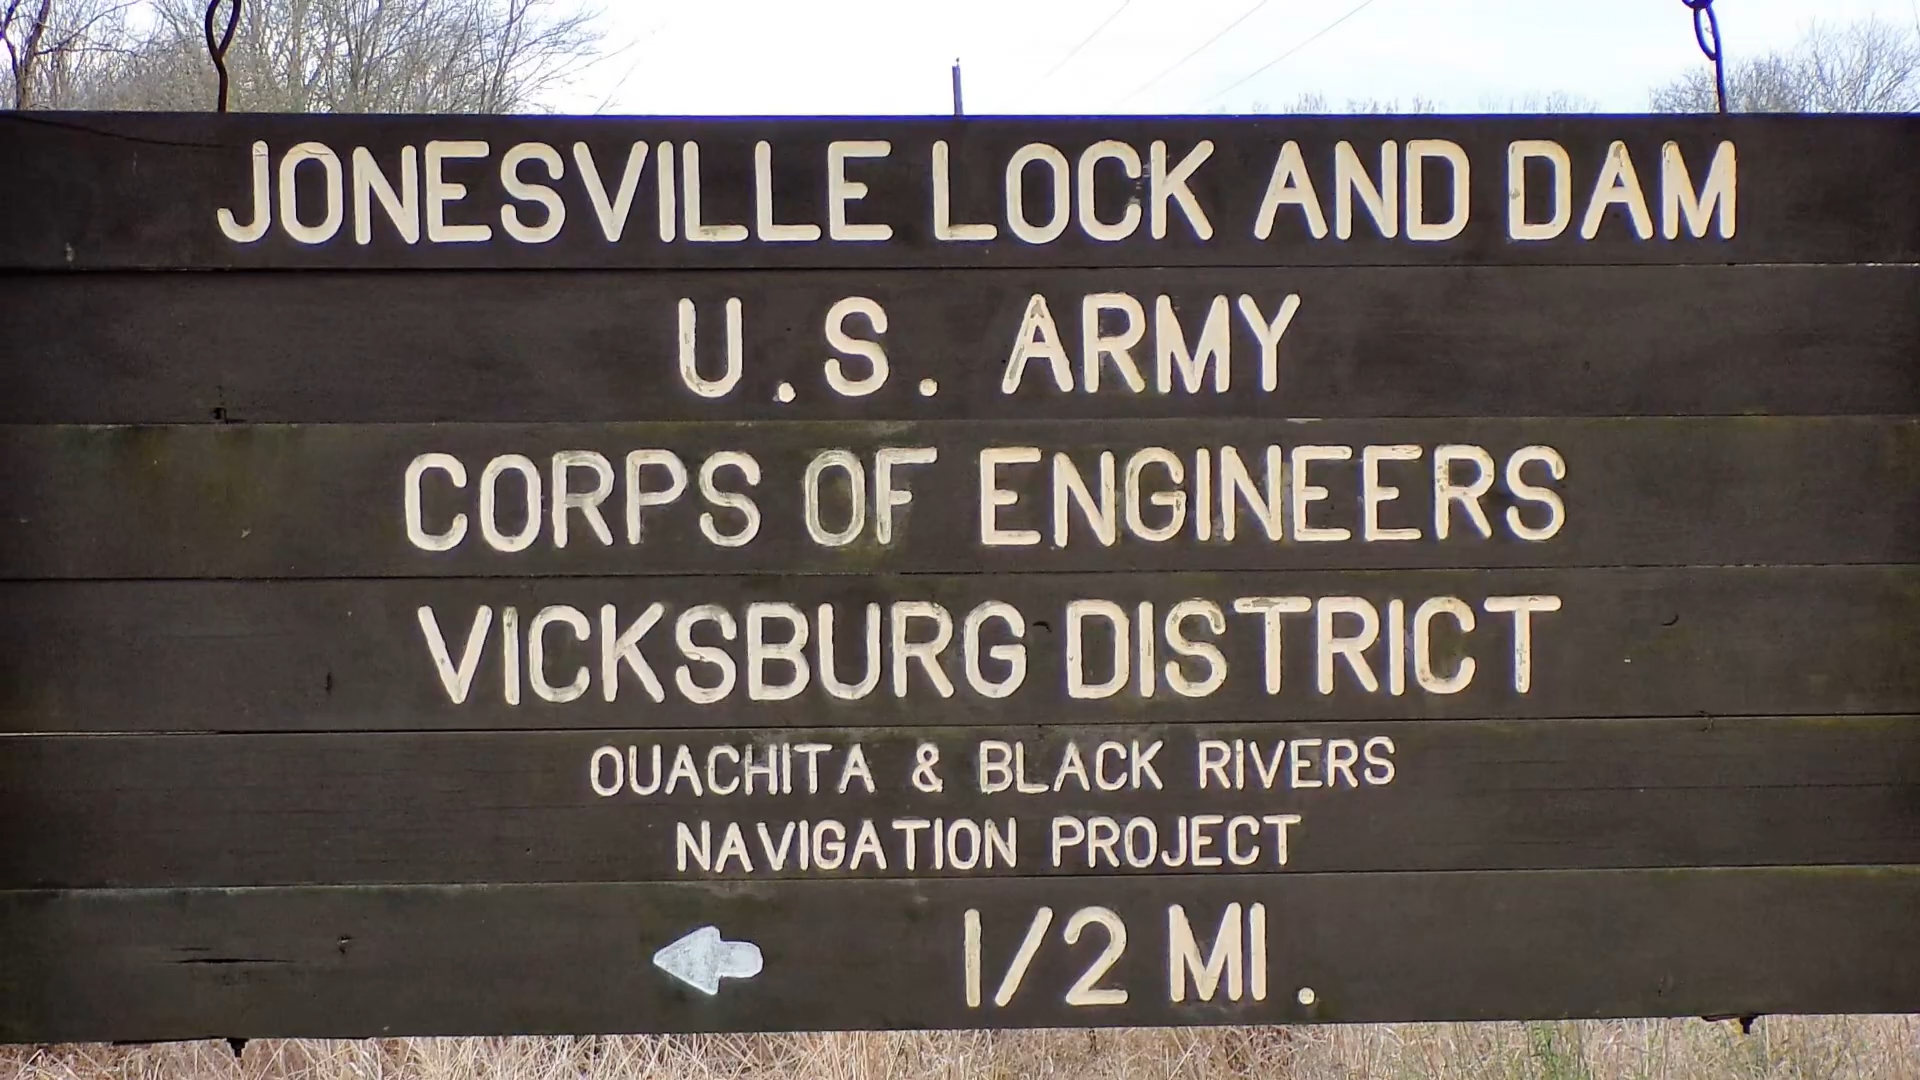 JONESVILLE LOCK AND DAM
U.S. ARMY
CORPS OF ENGINEERS
VICKSBURG DISTRICT
OUACHITA & BLACK RIVERS
NAVIGATION PROJECT
1/2 MI.